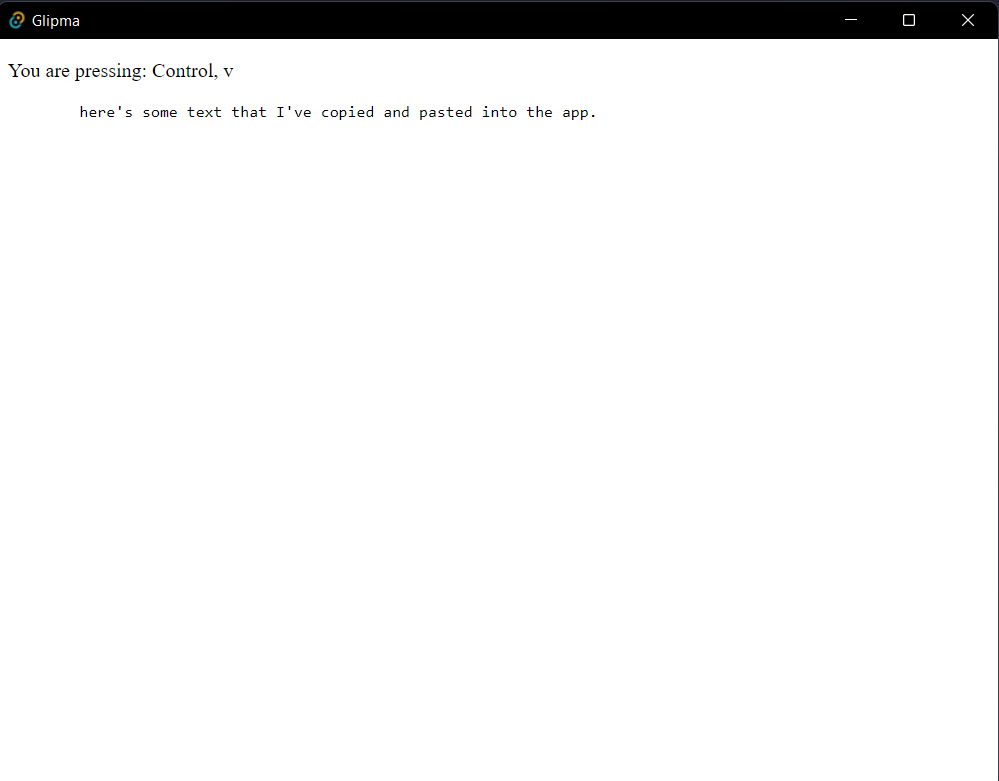 Glipma
You are pressing: Control, v
here's some text that I've copied and pasted into the app.